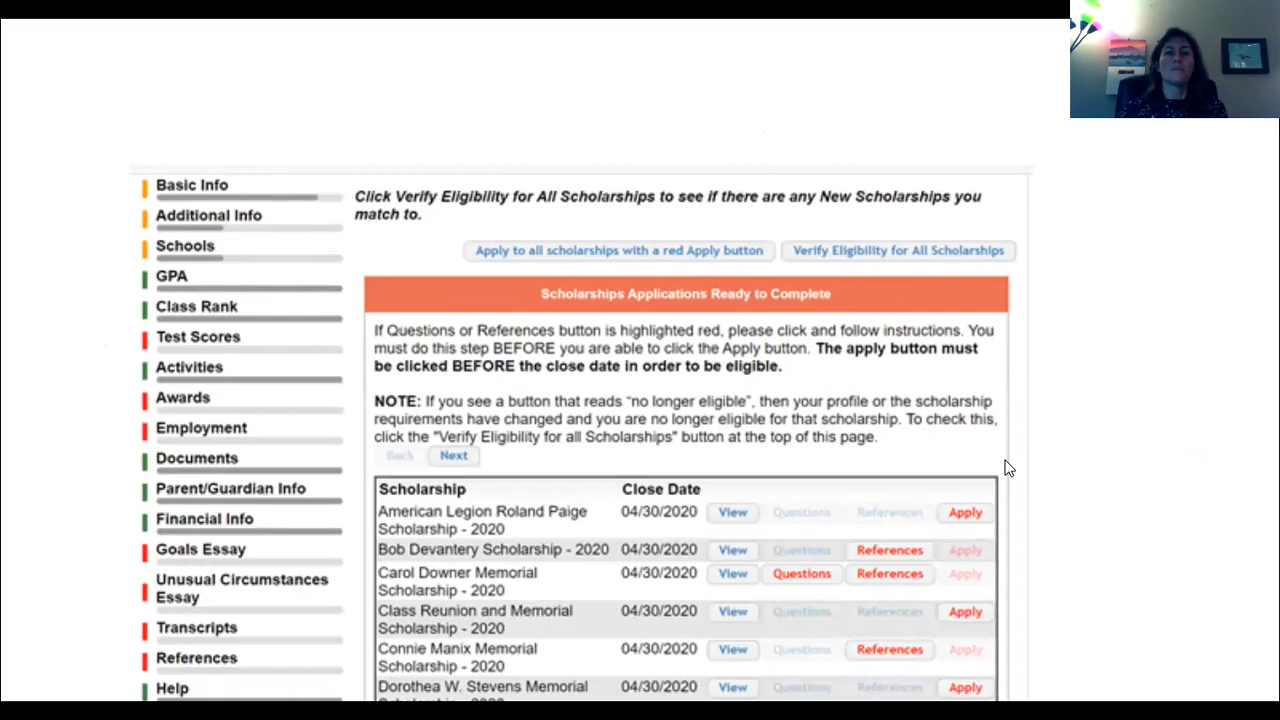 Basic Info
Additional Info
Schools
GPA
Class Rank
Test Scores
Activities
Awards
Employment
Documents
Parent/Guardian Info
Financial Info
Goals Essay
Unusual Circumstances
Essay
Transcripts
References
Help
Click Verify Eligibility for All Scholarships to see if there are any New Scholarships you
match to.
Apply to all scholarships with a red Apply button Verify Eligibility for All Scholarships
Scholarships Applications Ready to Complete
If Questions or References button is highlighted red, please click and follow instructions. You
must do this step BEFORE you are able to click the Apply button. The apply button must
be clicked BEFORE the close date in order to be eligible.
NOTE: If you see a button that reads “no longer eligible”, then your profile or the scholarship
requirements have changed and you are no longer eligible for that scholarship. To check this,
click the "Verify Eligibility for all Scholarships" button at the top of this page.
Back Next
Scholarship Close Date
American Legion Roland Paige 04/30/2020 View Questions References Apply
Scholarship - 2020
Bob Devantery Scholarship - 2020 04/30/2020 View Questions References Apply
Carol Downer Memorial 04/30/2020 View Questions References Apply
Scholarship - 2020
Class Reunion and Memorial 04/30/2020 View Questions References Apply
Scholarship - 2020
Connie Manix Memorial 04/30/2020 View Questions References Apply
Scholarship - 2020
Dorothea W. Stevens Memorial 04/30/2020 View Questions References Apply